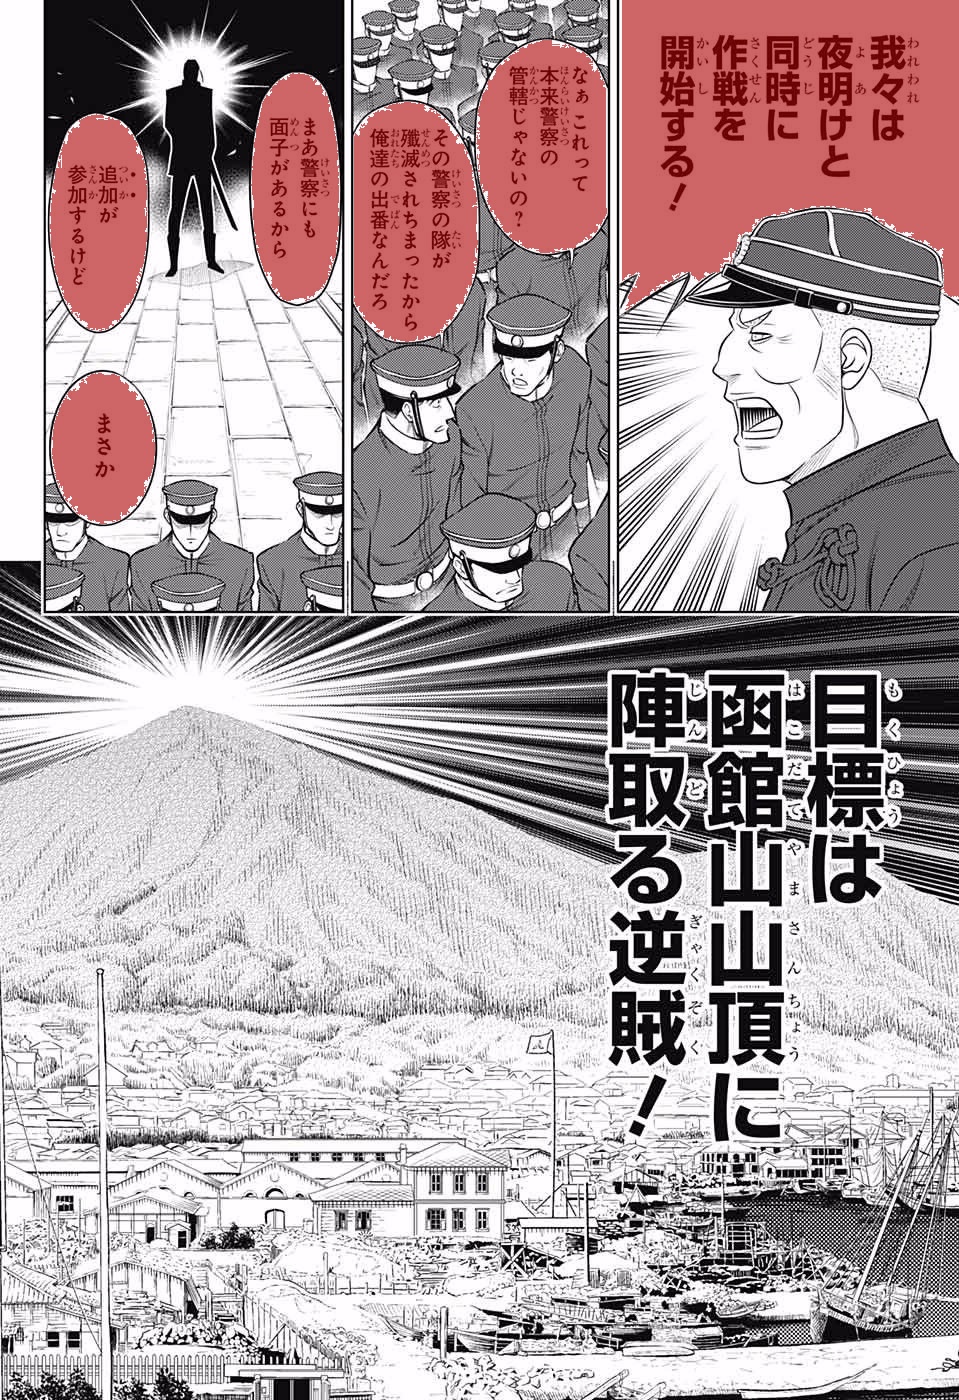 我々は
夜明けと
同時に
作戦を
開始する!
なぁ これって
本来警察の
管轄じゃないの?
その警察の隊が
殲滅されちまったから
俺達の出番なんだろ
まあ警察にも
面子があるから
追加が
参加するけど
まさか
目標は
函館山山頂に
陣取る逆賊!